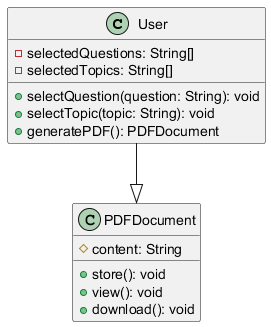 C User
selectedQuestions: String[]
selectedTopics: String[]
selectQuestion(question: String): void
selectTopic(topic: String): void
generatePDF(): PDFDocument
C PDFDocument
content: String
store(): void
view(): void
download(): void